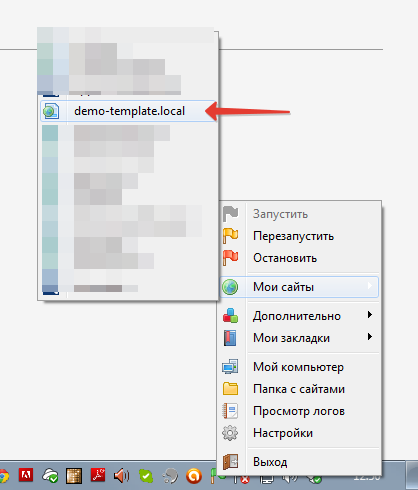 demo-template.local
Запустить
Перезапустить
Остановить
Мои сайты
Дополнительно
Мои закладки
Мой компьютер
Папка с сайтами
Просмотр логов
Настройки
Выход